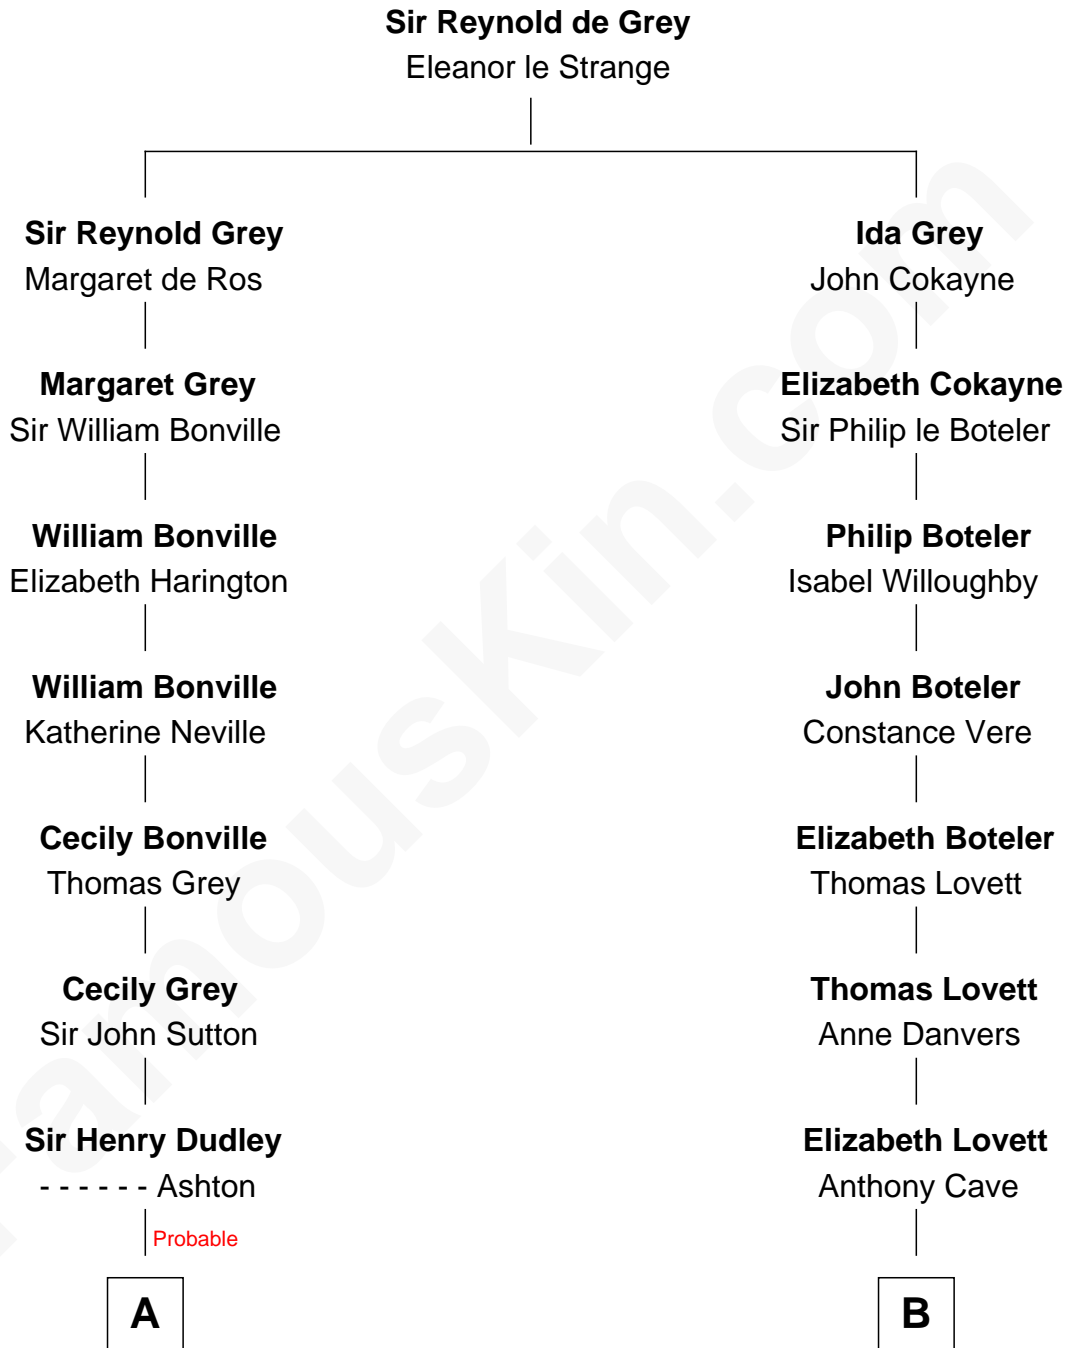 Sir Reynold de Grey
Eleanor le Strange
Sir Reynold Grey
Margaret de Ros
Margaret Grey
Sir William Bonville
William Bonville
Elizabeth Harington
William Bonville
Katherine Neville
Cecily Bonville
Thomas Grey
Cecily Grey
Sir John Sutton
Sir Henry Dudley
- - - - - - Ashton
Probable
A
Ida Grey
John Cokayne
Elizabeth Cokayne
Sir Philip le Boteler
Philip Boteler
Isabel Willoughby
John Boteler
Constance Vere
Elizabeth Boteler
Thomas Lovett
Thomas Lovett
Anne Danvers
Elizabeth Lovett
Anthony Cave
B
FamousKin.com